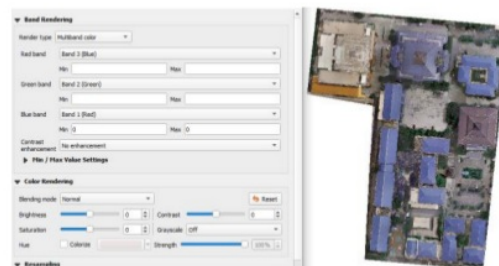 Band Rendering
Render type Multiband color
Red band Band 3 (Blue)
Min Max
Green band Band 2 (Green)
Min Max
Blue band Band 1 (Red)
Min 0 Max 0
Contrast enhancement No enhancement
Min / Max Value Settings
Color Rendering
Blending mode Normal Reset
Brightness 0 Contrast 0
Saturation 0 Grayscale Off
Hue Colorize Strength 100%
Resampling